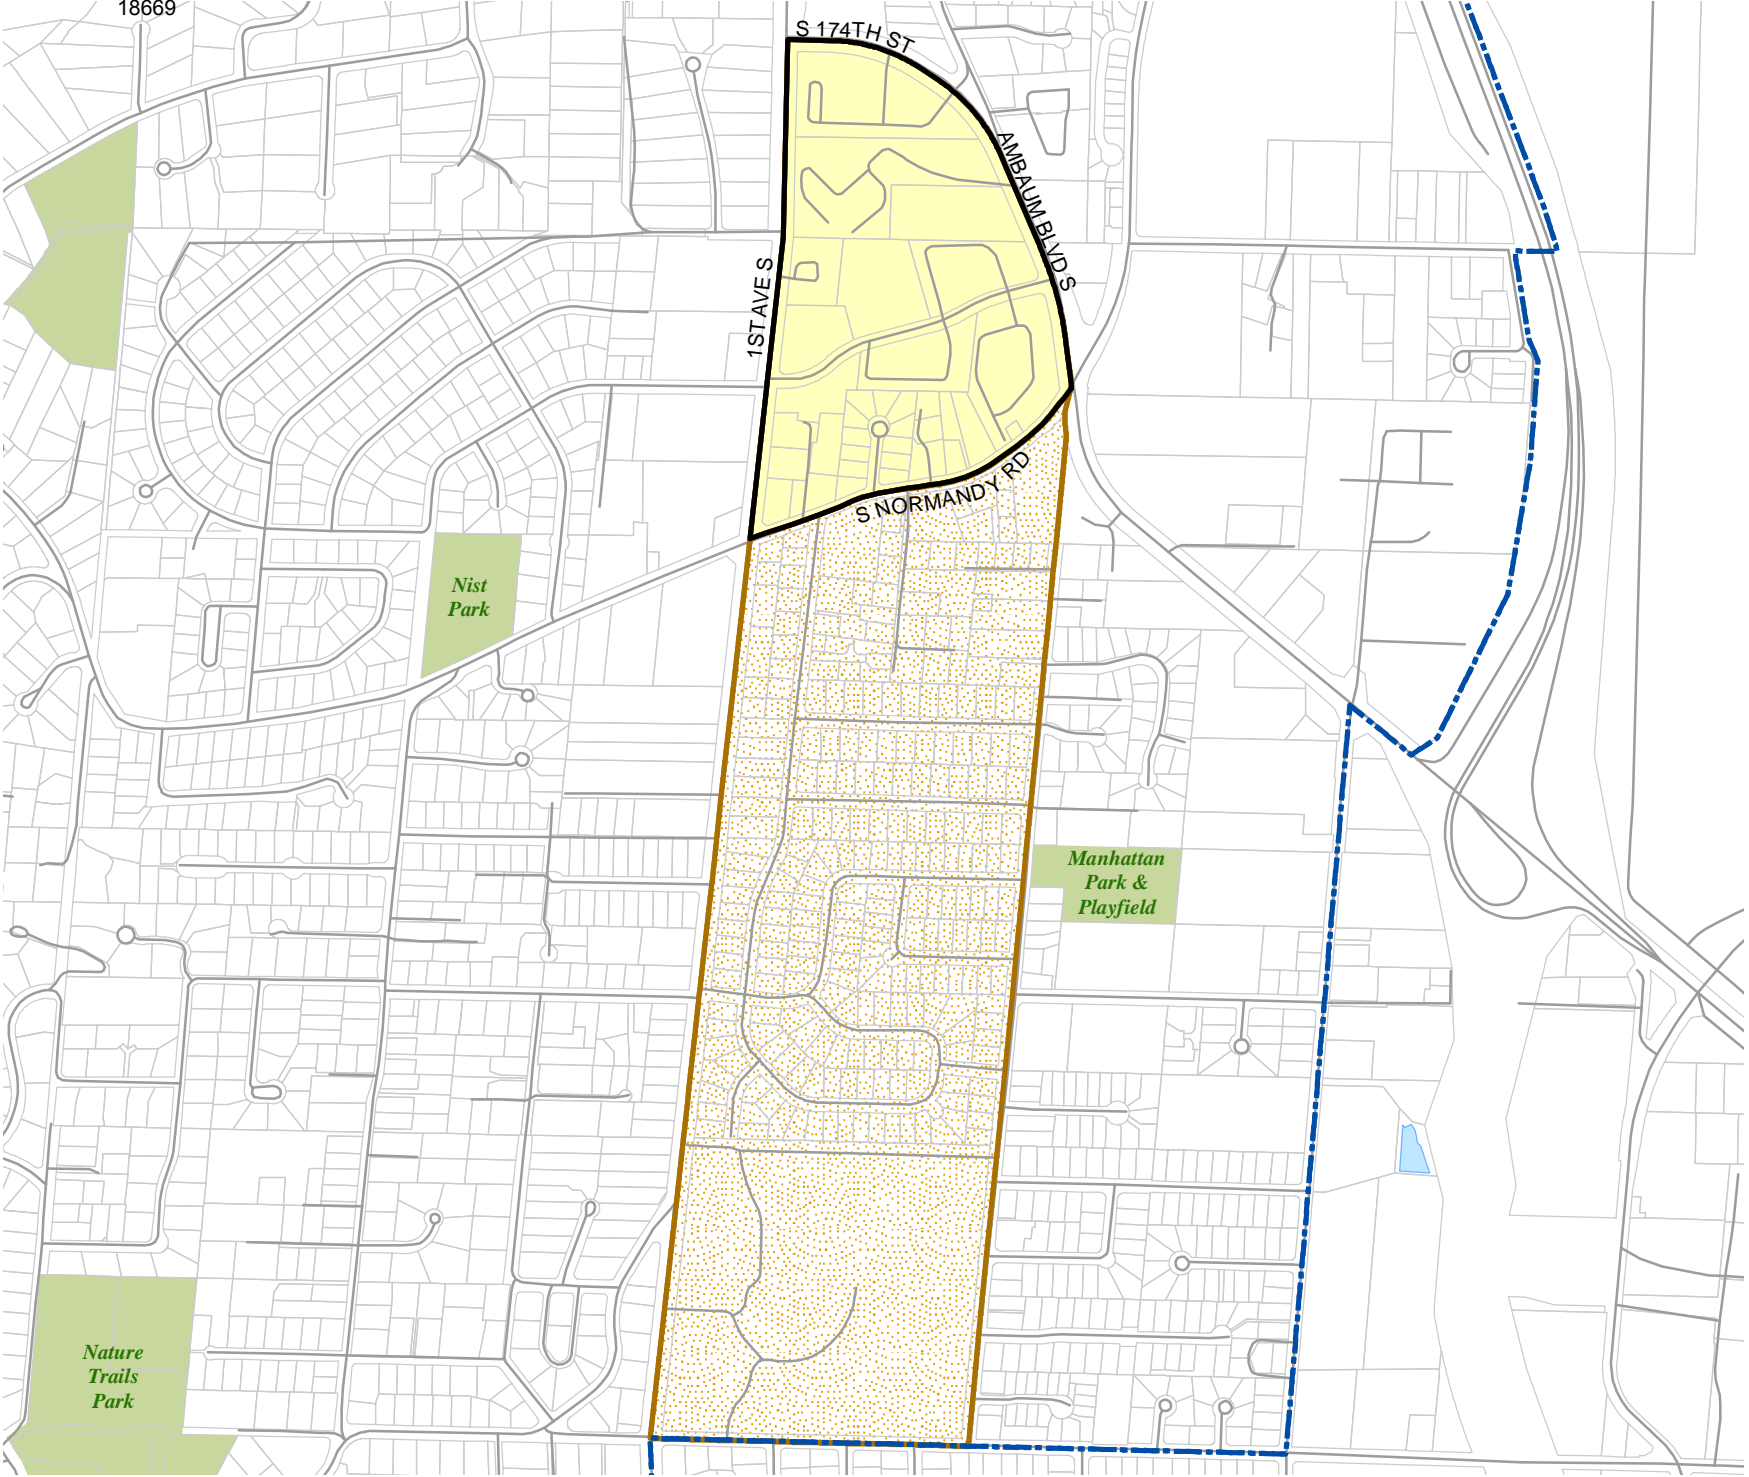 18669
S 174TH ST
AMBAUM BLVD S
1ST AVE S
S NORMANDY RD
Nist
Park
Manhattan
Park &
Playfield
Nature
Trails
Park